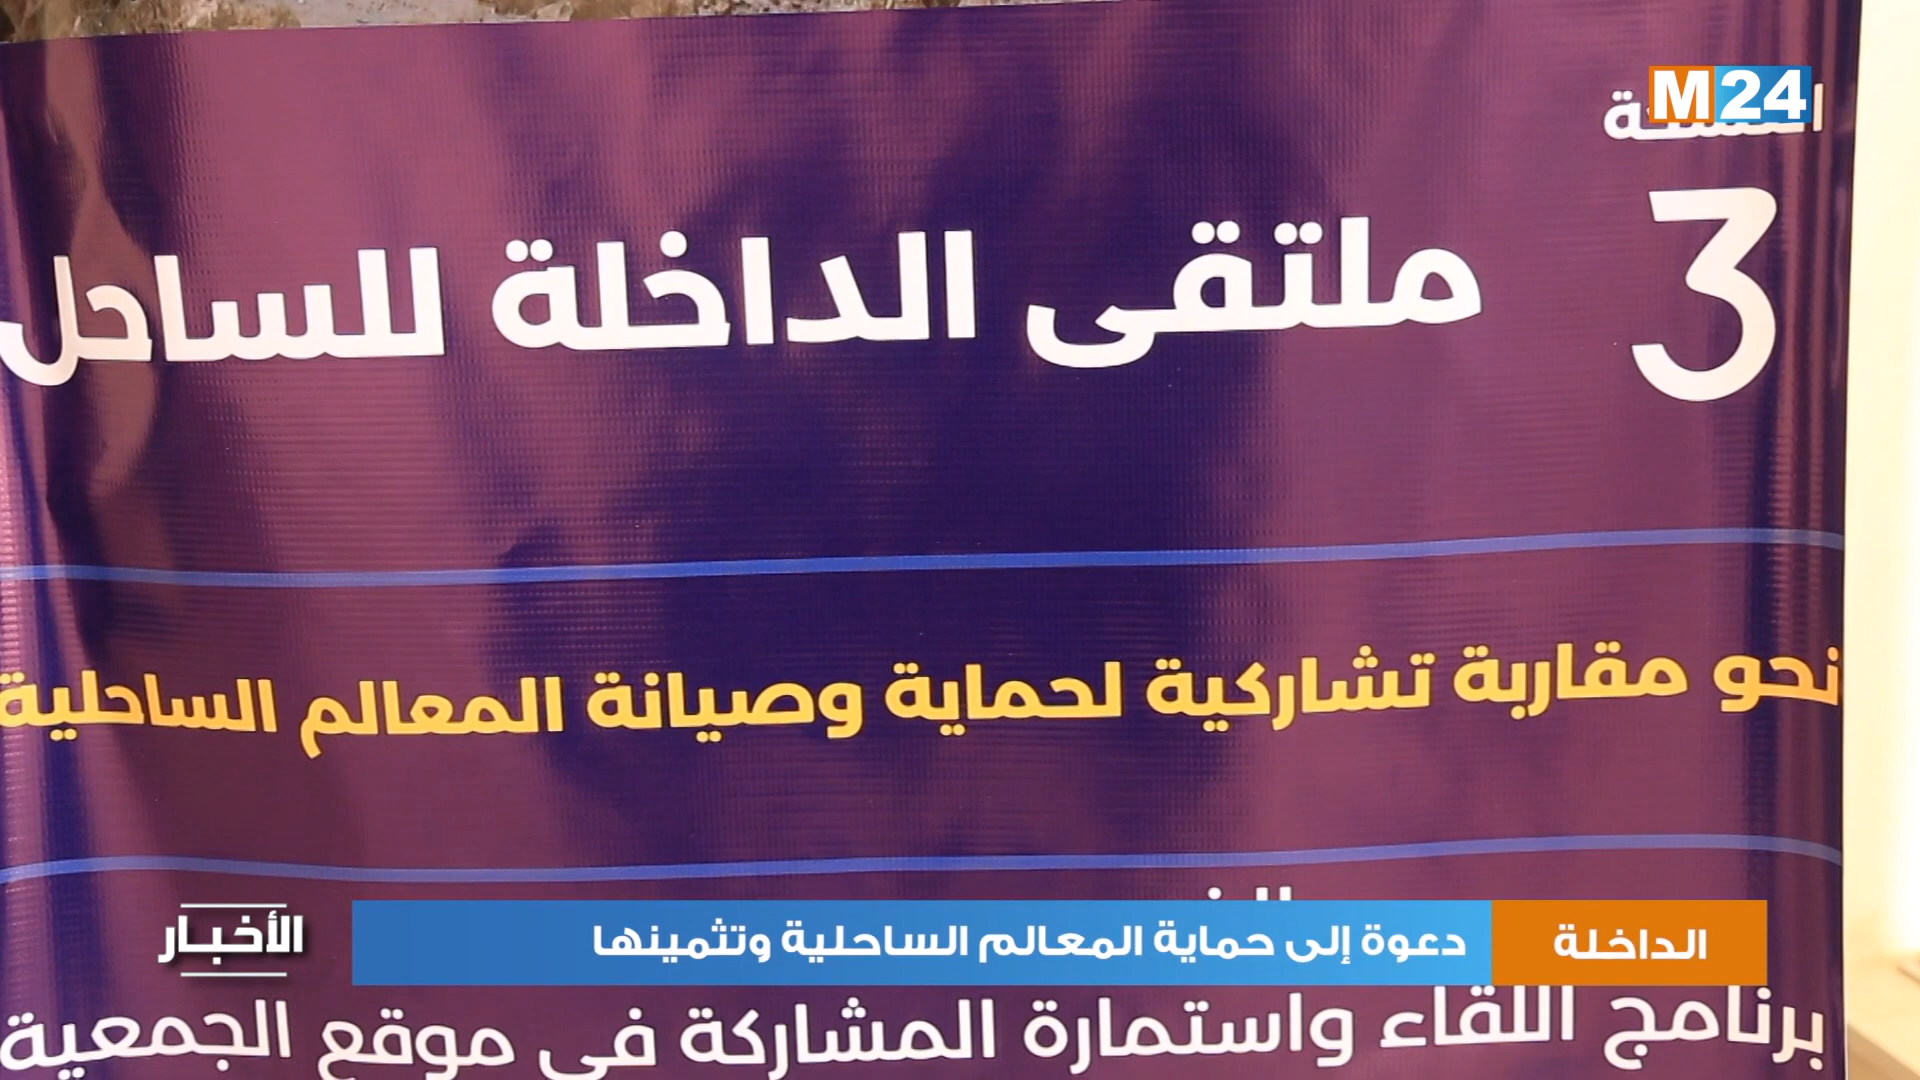 M24
3
ملتقى الداخلة للساحل
نحو مقاربة تشاركية لحماية وصيانة المعالم الساحلية
الداخلة
دعوة إلى حماية المعالم الساحلية وتثمينها
الأخبار
برنامج اللقاء واستمارة المشاركة في موقع الجمعية